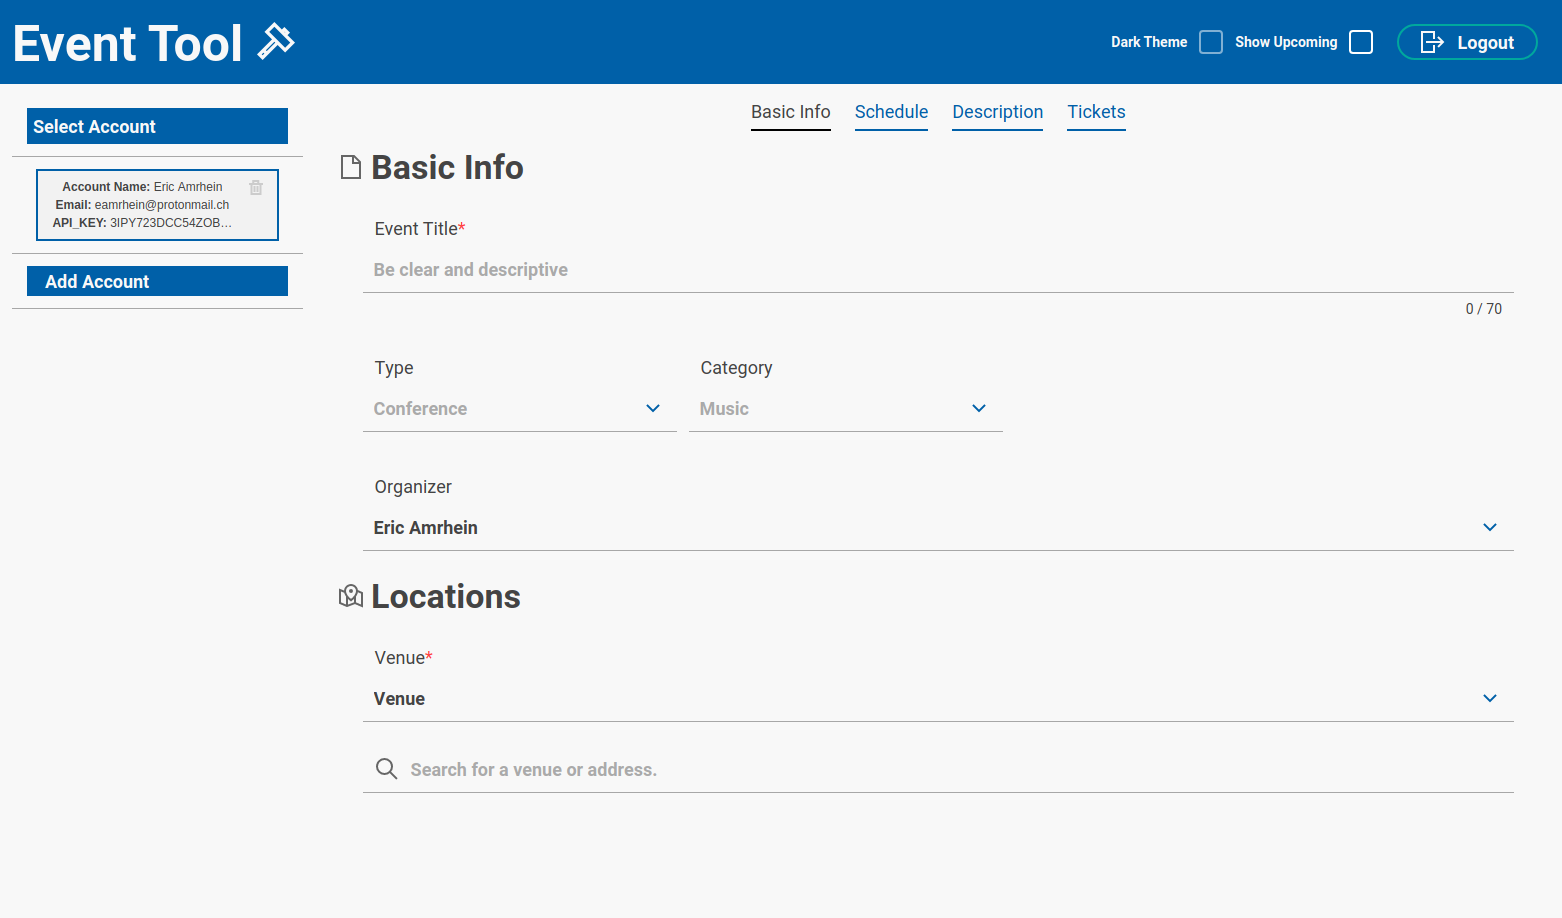 Event Tool
Dark Theme
Show Upcoming
Logout
Select Account
Account Name: Eric Amrhein
Email: eamrhein@protonmail.ch
API_KEY: 3IPY723DCC54ZOB...
Add Account
Basic Info Schedule Description Tickets
Basic Info
Event Title*
Be clear and descriptive
0 / 70
Type Category
Conference Music
Organizer
Eric Amrhein
Locations
Venue*
Venue
Search for a venue or address.